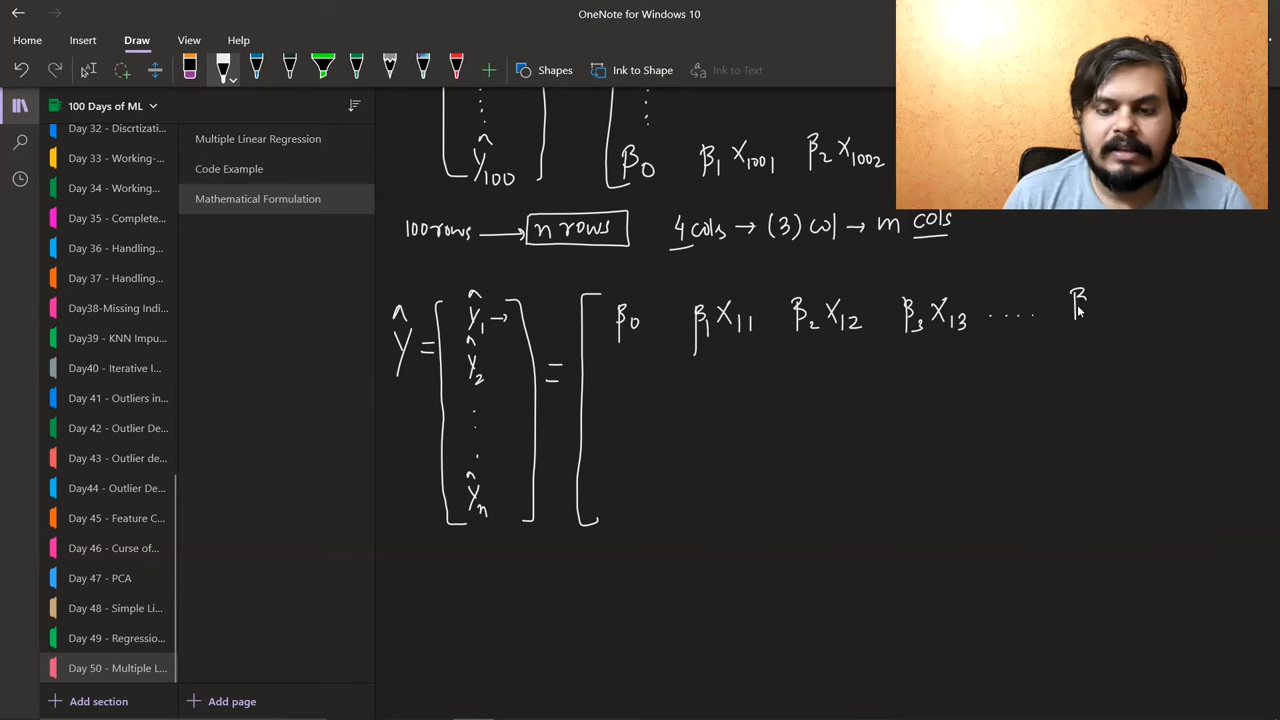 OneNote for Windows 10
Home Insert Draw View Help
Shapes Ink to Shape Ink to Text
100 Days of ML
Day 32 - Discrtization...
Day 33 - Working-...
Day 34 - Working...
Day 35 - Complete...
Day 36 - Handling...
Day 37 - Handling...
Day38-Missing Indi...
Day39 - KNN Impu...
Day40 - Iterative I...
Day 41 - Outliers in...
Day 42 - Outlier De...
Day 43 - Outlier de...
Day44 - Outlier De...
Day 45 - Feature C...
Day 46 - Curse of...
Day 47 - PCA
Day 48 - Simple Li...
Day 49 - Regressio...
Day 50 - Multiple L...
Add section
Multiple Linear Regression
Code Example
Mathematical Formulation
Add page
ŷ100 β0 β1 X1001 β2 X1002
100 rows → n rows 4 cols → (3) col → m cols
Ŷ = [ŷ1 → = [β0 β1 X11 β2 X12 β3 X13 .... β
ŷ2
.
.
.
ŷn]